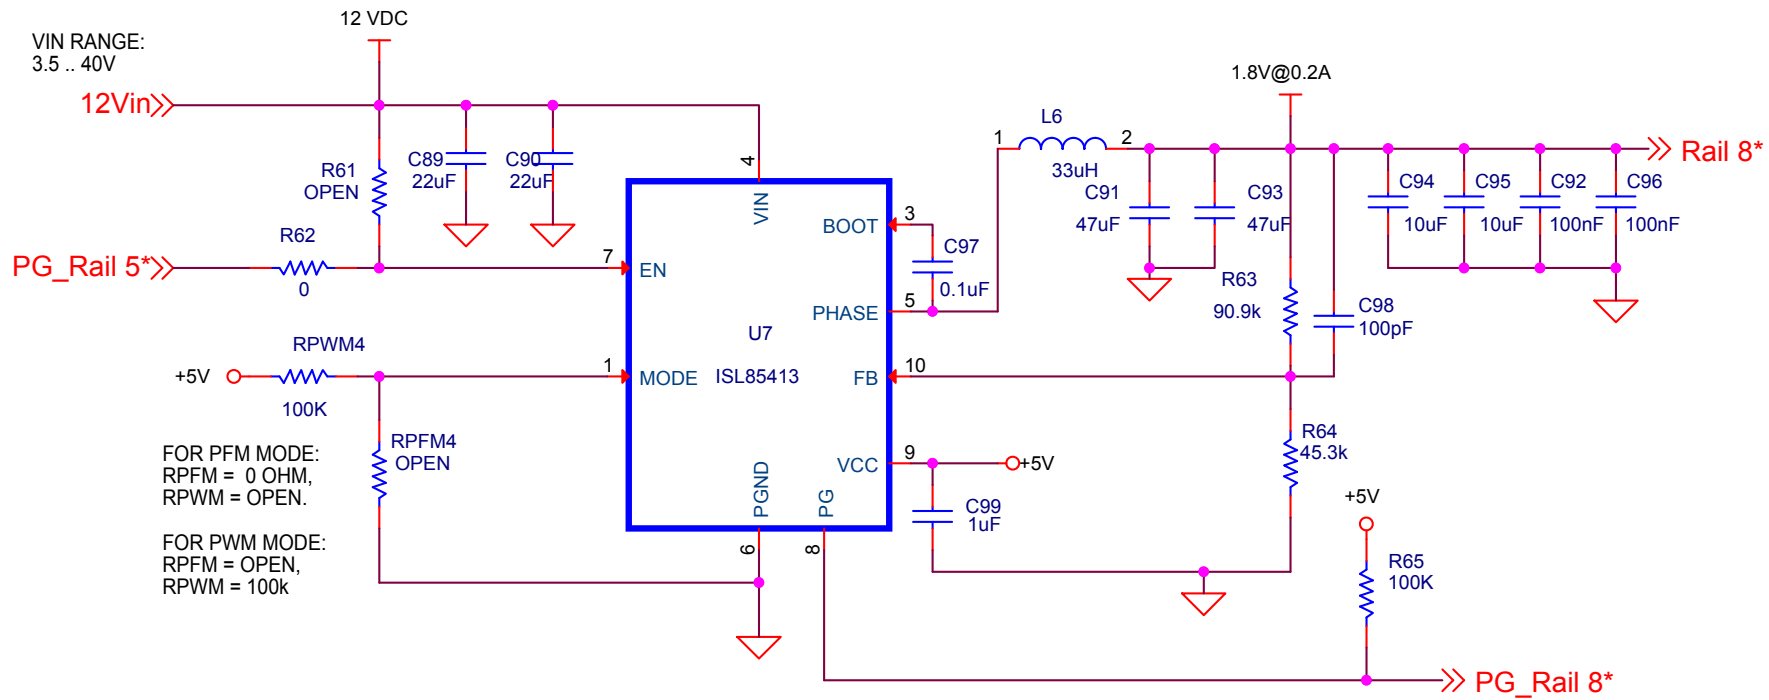 12 VDC
VIN RANGE:
3.5 .. 40V
12Vin
R61
OPEN
C89
22uF
C90
22uF
PG_Rail 5*
R62
0
RPWM4
+5V
100K
RPFM4
OPEN
FOR PFM MODE:
RPFM = 0 OHM,
RPWM = OPEN.
FOR PWM MODE:
RPFM = OPEN,
RPWM = 100k
4
VIN
7
EN
1
MODE
U7
ISL85413
BOOT
3
PHASE
5
FB
10
VCC
9
PGND
6
PG
8
C97
0.1uF
+5V
C99
1uF
1
L6
2
33uH
1.8V@0.2A
Rail 8*
C91
47uF
C93
47uF
C94
10uF
C95
10uF
C92
100nF
C96
100nF
R63
90.9k
C98
100pF
R64
45.3k
+5V
R65
100K
PG_Rail 8*